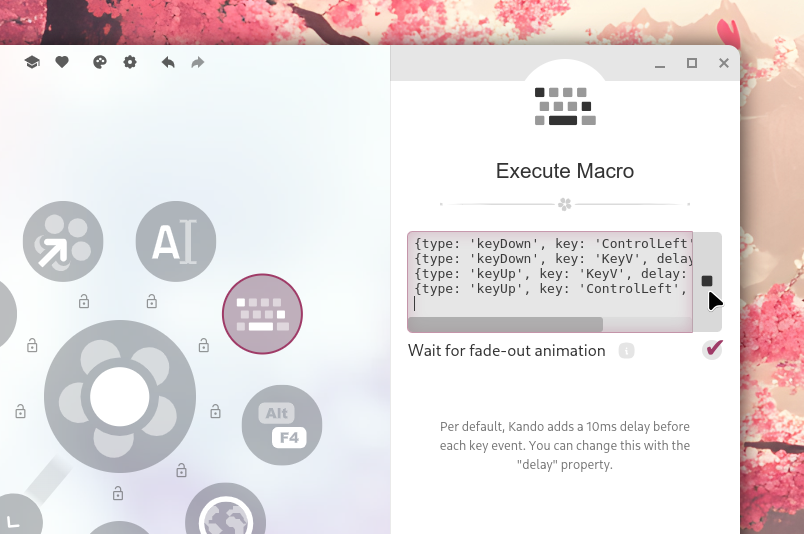 Execute Macro
{type: 'keyDown', key: 'ControlLeft'
{type: 'keyDown', key: 'KeyV', delay
{type: 'keyUp', key: 'KeyV', delay:
{type: 'keyUp', key: 'ControlLeft',
Wait for fade-out animation
i
Per default, Kando adds a 10ms delay before
each key event. You can change this with the
"delay" property.
A
Alt
F4